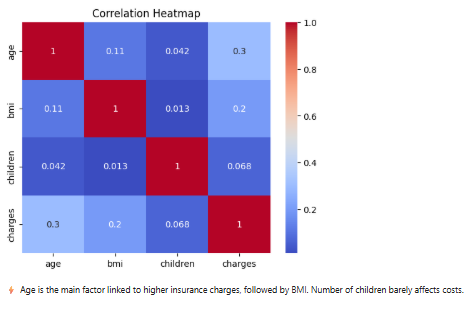 Correlation Heatmap
age 1 0.11 0.042 0.3
bmi 0.11 1 0.013 0.2
children 0.042 0.013 1 0.068
charges 0.3 0.2 0.068 1
age bmi children charges
1.0
0.8
0.6
0.4
0.2
⚡ Age is the main factor linked to higher insurance charges, followed by BMI. Number of children barely affects costs.